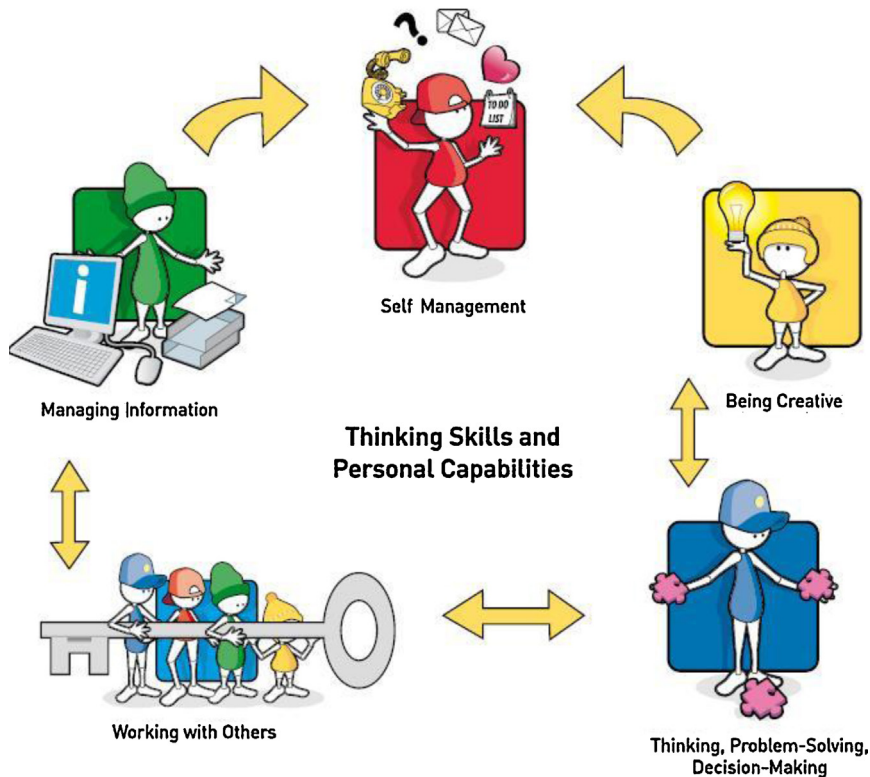 ?
TO DO
LIST
Self Management
i
Managing Information
Being Creative
Thinking Skills and
Personal Capabilities
Working with Others
Thinking, Problem-Solving,
Decision-Making